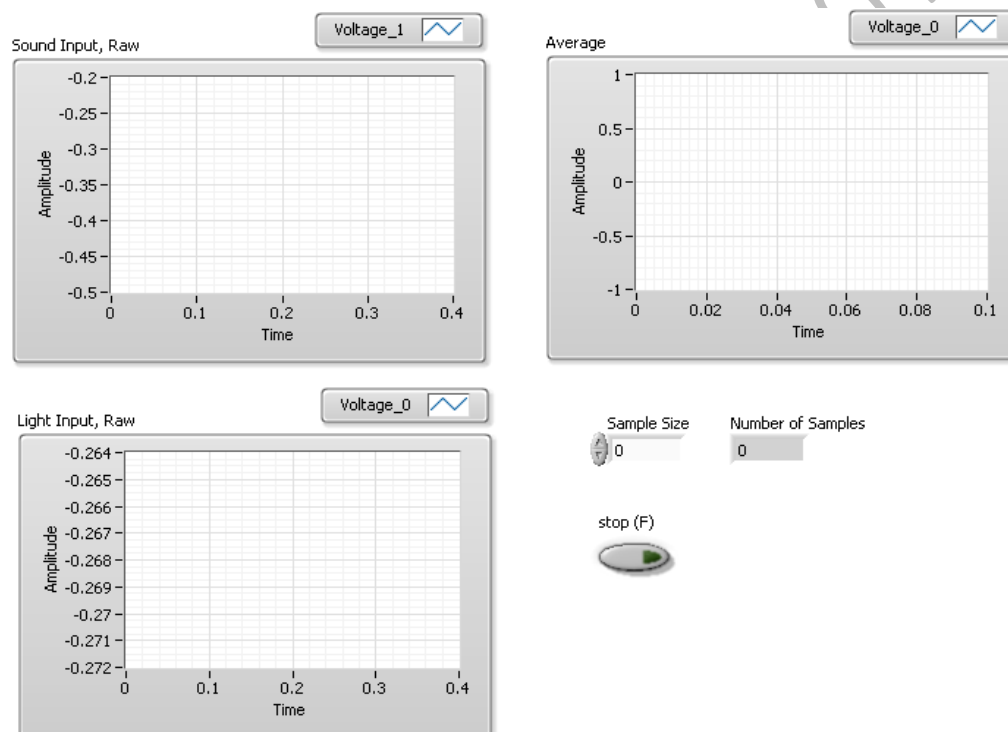 Sound Input, Raw
Voltage_1
-0.2
-0.25
-0.3
-0.35
-0.4
-0.45
-0.5
Amplitude
0 0.1 0.2 0.3 0.4
Time
Average
Voltage_0
1
0.5
0
-0.5
-1
Amplitude
0 0.02 0.04 0.06 0.08 0.1
Time
Light Input, Raw
Voltage_0
-0.264
-0.265
-0.266
-0.267
-0.268
-0.269
-0.27
-0.271
-0.272
Amplitude
0 0.1 0.2 0.3 0.4
Time
Sample Size
0
Number of Samples
0
stop (F)